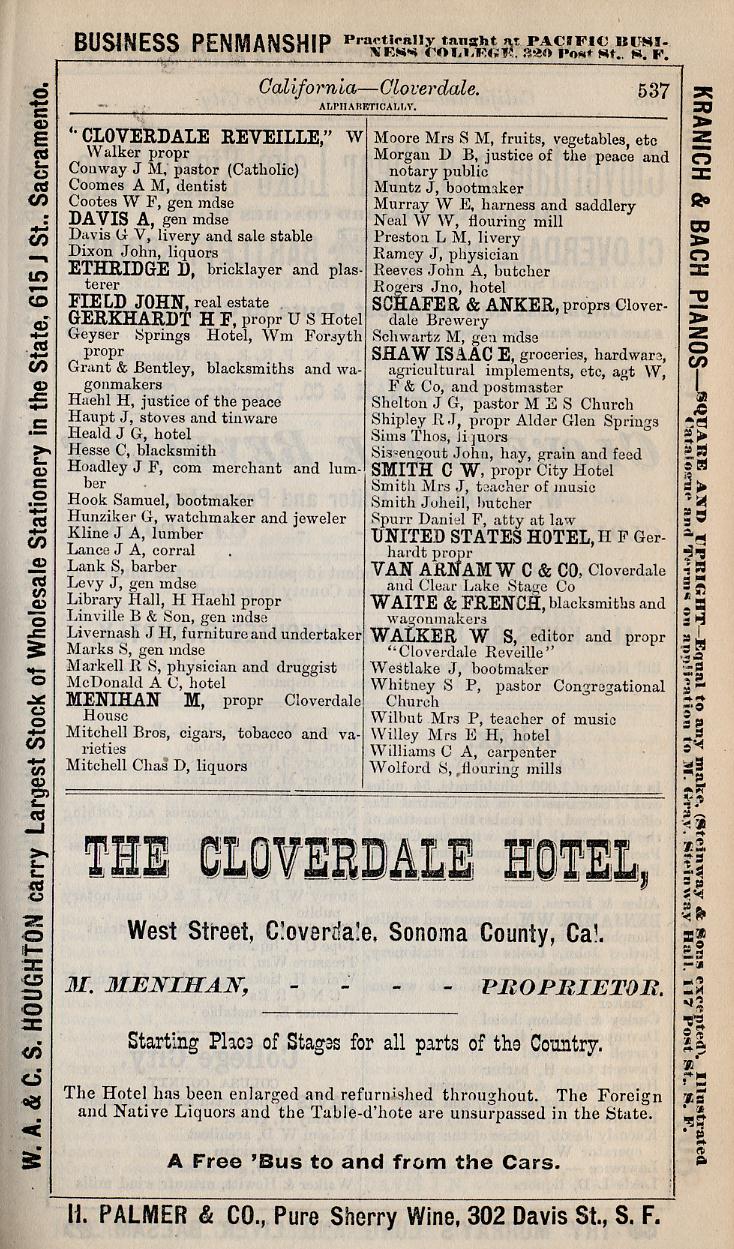 BUSINESS PENMANSHIP Practically taught at PACIFIC BUSI-
NESS COLLEGE, 320 Post St., S. F.
California—Cloverdale. 537
ALPHABETICALLY.
"CLOVERDALE REVEILLE," W
Walker propr
Conway J M, pastor (Catholic)
Coomes A M, dentist
Cootes W F, gen mdse
DAVIS A, gen mdse
Davis G V, livery and sale stable
Dixon John, liquors
ETHRIDGE D, bricklayer and plas-
terer
FIELD JOHN, real estate
GERKHARDT H F, propr U S Hotel
Geyser Springs Hotel, Wm Forsyth
propr
Grant & Bentley, blacksmiths and wa-
gonmakers
Haehl H, justice of the peace
Haupt J, stoves and tinware
Heald J G, hotel
Hesse C, blacksmith
Hoadley J F, com merchant and lum-
ber
Hook Samuel, bootmaker
Hunziker G, watchmaker and jeweler
Kline J A, lumber
Lance J A, corral
Lank S, barber
Levy J, gen mdse
Library Hall, H Haehl propr
Linville B & Son, gen mdse
Livernash J H, furniture and undertaker
Marks S, gen mdse
Markell R S, physician and druggist
McDonald A C, hotel
MENIHAN M, propr Cloverdale
House
Mitchell Bros, cigars, tobacco and va-
rieties
Mitchell Chas D, liquors
Moore Mrs S M, fruits, vegetables, etc
Morgan D B, justice of the peace and
notary public
Muntz J, bootmaker
Murray W E, harness and saddlery
Neal W W, flouring mill
Preston L M, livery
Ramey J, physician
Reeves John A, butcher
Rogers Jno, hotel
SCHAFER & ANKER, proprs Clover-
dale Brewery
Schwartz M, gen mdse
SHAW ISAAC E, groceries, hardware,
agricultural implements, etc, agt W,
F & Co, and postmaster
Shelton J G, pastor M E S Church
Shipley R J, propr Alder Glen Springs
Sims Thos, liquors
Sissengout John, hay, grain and feed
SMITH C W, propr City Hotel
Smith Mrs J, teacher of music
Smith Joheil, butcher
Spurr Daniel F, atty at law
UNITED STATES HOTEL, H F Ger-
hardt propr
VAN ARNAM W C & CO, Cloverdale
and Clear Lake Stage Co
WAITE & FRENCH, blacksmiths and
wagonmakers
WALKER W S, editor and propr
"Cloverdale Reveille"
Westlake J, bootmaker
Whitney S P, pastor Congregational
Church
Wilbut Mrs P, teacher of music
Willey Mrs E H, hotel
Williams C A, carpenter
Wolford S, flouring mills
THE CLOVERDALE HOTEL,
West Street, Cloverdale, Sonoma County, Cal.
M. MENIHAN, - - - - PROPRIETOR.
Starting Place of Stages for all parts of the Country.
The Hotel has been enlarged and refurnished throughout. The Foreign
and Native Liquors and the Table-d'hote are unsurpassed in the State.
A Free 'Bus to and from the Cars.
H. PALMER & CO., Pure Sherry Wine, 302 Davis St., S. F.
W. A. & C. S. HOUGHTON carry Largest Stock of Wholesale Stationery in the State, 615 J St., Sacramento.
KRANICH & BACH PIANOS—SQUARE AND UPRIGHT—Equal to any make, (Steinway & Sons excepted). Illustrated
Catalogue and Terms on application to M. Gray, Steinway Hall, 117 Post St., S. F.